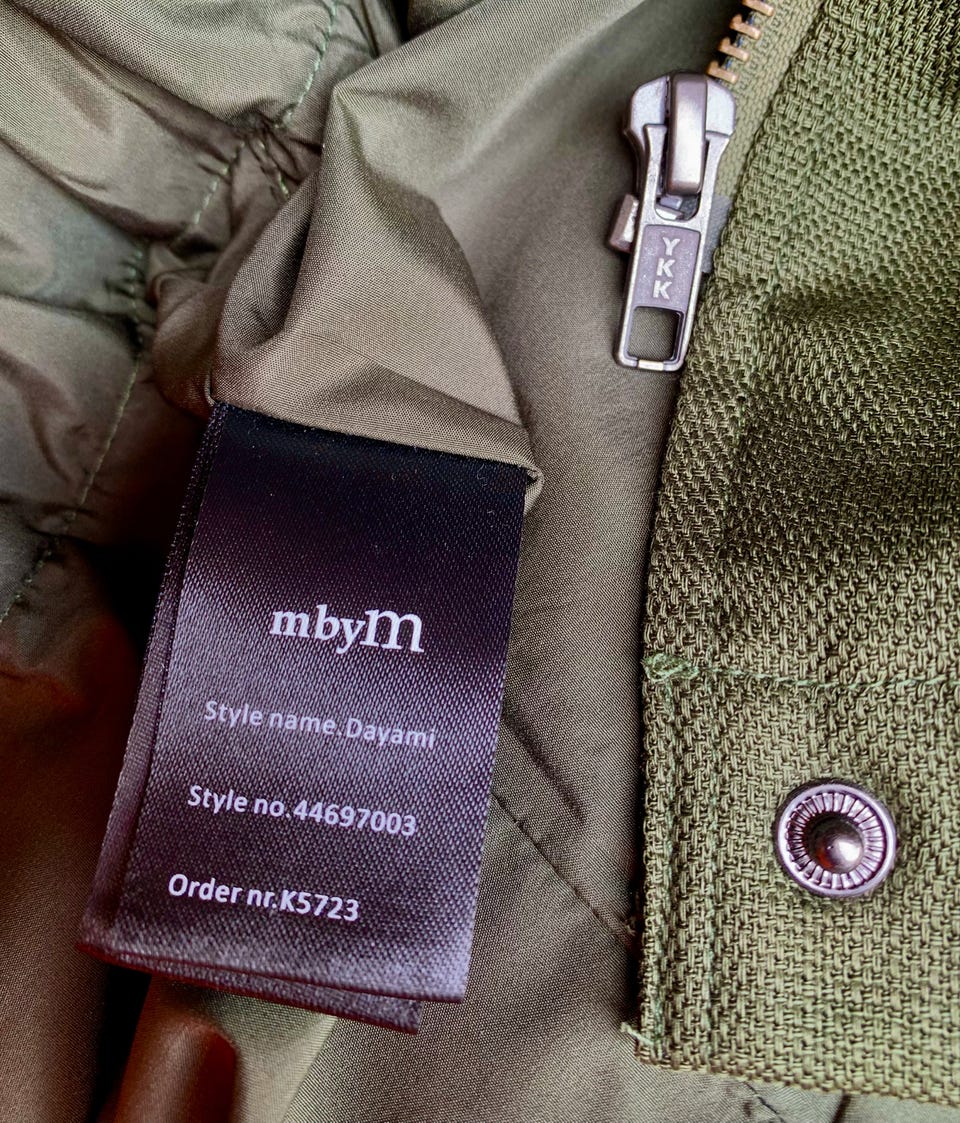 YKK
mbym
Style name.Dayami
Style no.44697003
Order nr.K5723